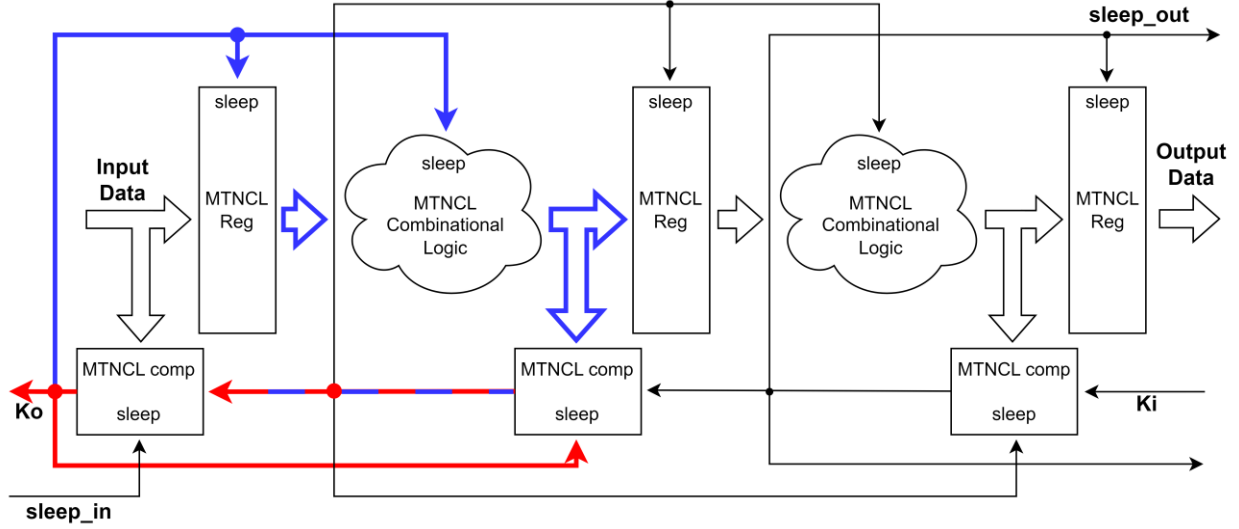 sleep_out
sleep
sleep
sleep
Input
Data
MTNCL
Reg
sleep
MTNCL
Combinational
Logic
MTNCL
Reg
sleep
MTNCL
Combinational
Logic
MTNCL
Reg
Output
Data
MTNCL comp
sleep
MTNCL comp
sleep
MTNCL comp
sleep
Ko
Ki
sleep_in